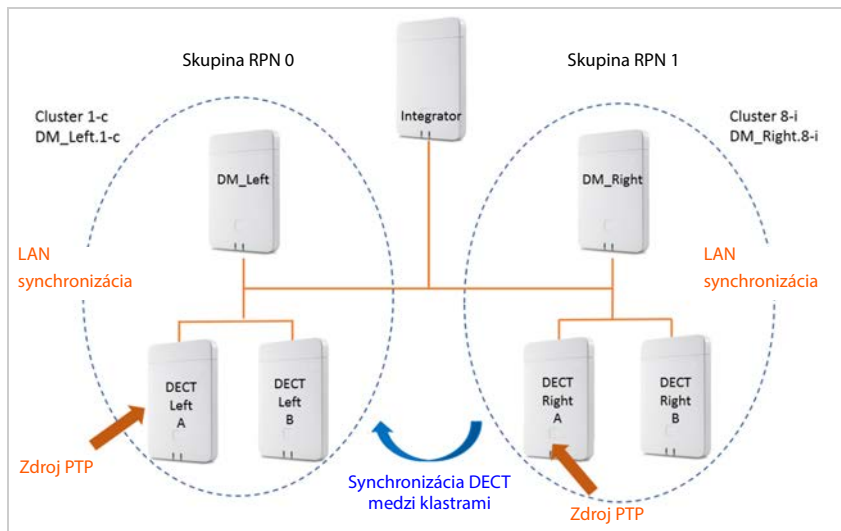 Skupina RPN 0
Skupina RPN 1
Integrator
Cluster 1-c
DM_Left.1-c
Cluster 8-i
DM_Right.8-i
DM_Left
DM_Right
LAN
synchronizácia
LAN
synchronizácia
DECT
Left
A
DECT
Left
B
DECT
Right
A
DECT
Right
B
Zdroj PTP
Synchronizácia DECT
medzi klastrami
Zdroj PTP